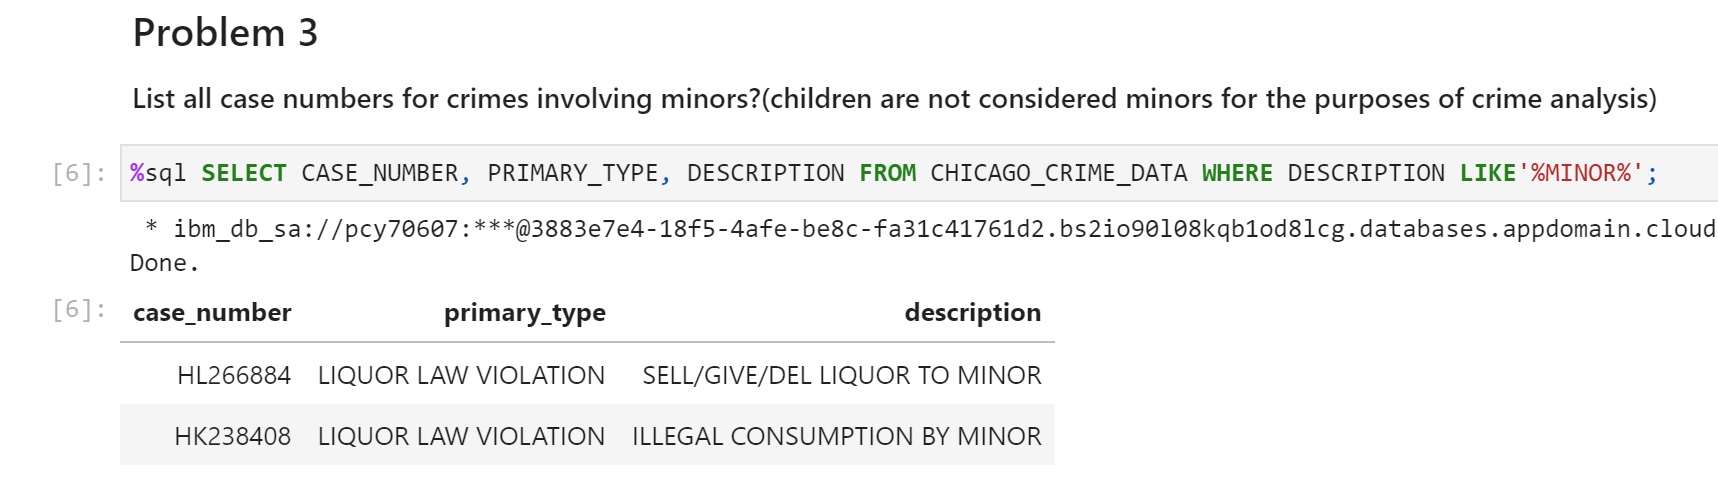 Problem 3
List all case numbers for crimes involving minors?(children are not considered minors for the purposes of crime analysis)
[6]: %sql SELECT CASE_NUMBER, PRIMARY_TYPE, DESCRIPTION FROM CHICAGO_CRIME_DATA WHERE DESCRIPTION LIKE'%MINOR%';
* ibm_db_sa://pcy70607:***@3883e7e4-18f5-4afe-be8c-fa31c41761d2.bs2io90l08kqb1od8lcg.databases.appdomain.cloud
Done.
[6]: case_number primary_type description
HL266884 LIQUOR LAW VIOLATION SELL/GIVE/DEL LIQUOR TO MINOR
HK238408 LIQUOR LAW VIOLATION ILLEGAL CONSUMPTION BY MINOR